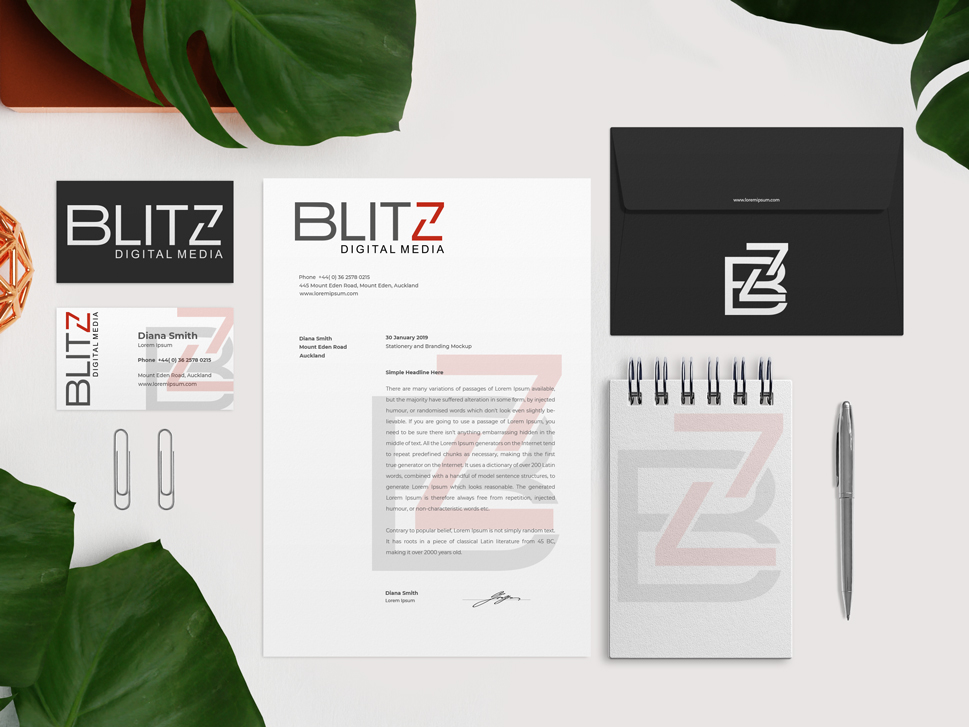 BLITZ
DIGITAL MEDIA
BLITZ
DIGITAL MEDIA
Diana Smith
Lorem Ipsum
Phone +44( 0) 36 2578 0215
Mount Eden Road, Auckland
www.loremipsum.com
BLITZ
DIGITAL MEDIA
Phone +44( 0) 36 2578 0215
445 Mount Eden Road, Mount Eden, Auckland
www.loremipsum.com
Diana Smith
Mount Eden Road
Auckland
30 January 2019
Stationery and Branding Mockup
Simple Headline Here
There are many variations of passages of Lorem Ipsum available,
but the majority have suffered alteration in some form, by injected
humour, or randomised words which don't look even slightly be-
lievable. If you are going to use a passage of Lorem Ipsum, you
need to be sure there isn't anything embarrassing hidden in the
middle of text. All the Lorem Ipsum generators on the Internet tend
to repeat predefined chunks as necessary, making this the first
true generator on the Internet. It uses a dictionary of over 200 Latin
words, combined with a handful of model sentence structures, to
generate Lorem Ipsum which looks reasonable. The generated
Lorem Ipsum is therefore always free from repetition, injected
humour, or non-characteristic words etc.
Contrary to popular belief, Lorem Ipsum is not simply random text.
It has roots in a piece of classical Latin literature from 45 BC,
making it over 2000 years old.
Diana Smith
Lorem Ipsum
www.loremipsum.com
BZ
BZ